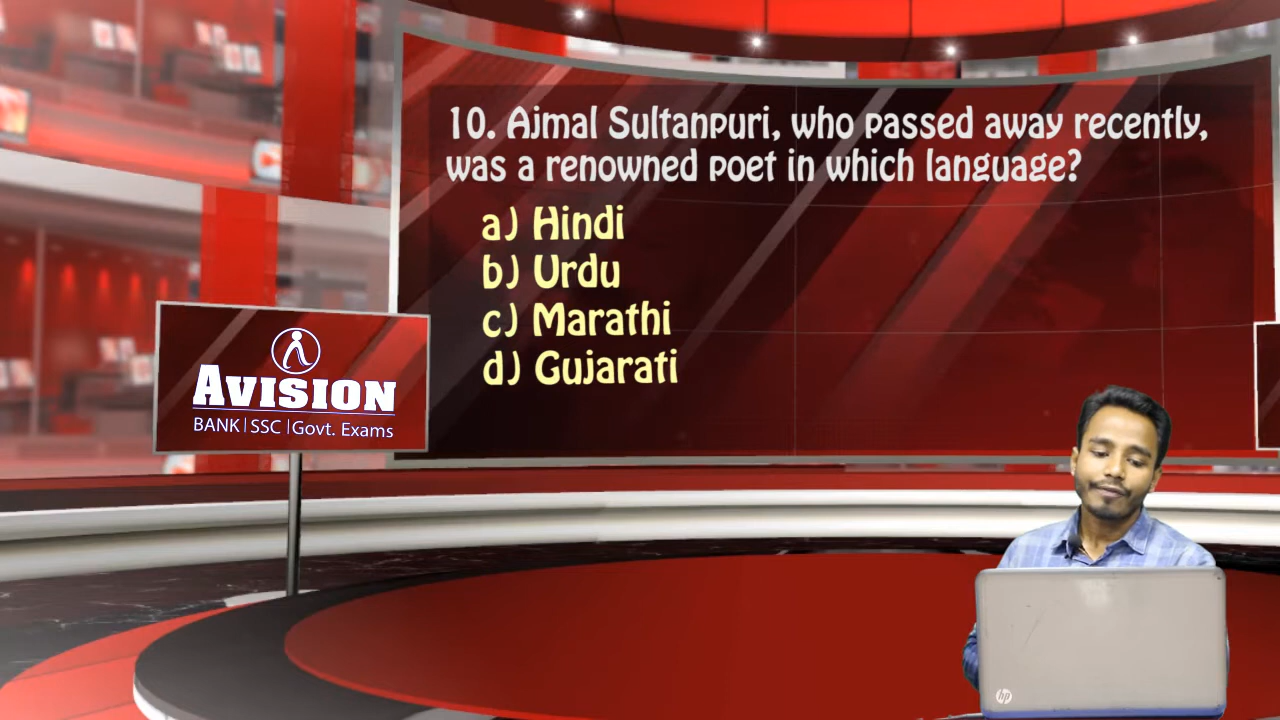 10. Ajmal Sultanpuri, who passed away recently,
was a renowned poet in which language?
a) Hindi
b) Urdu
c) Marathi
d) Gujarati
AVISION
BANK | SSC | Govt. Exams
hp